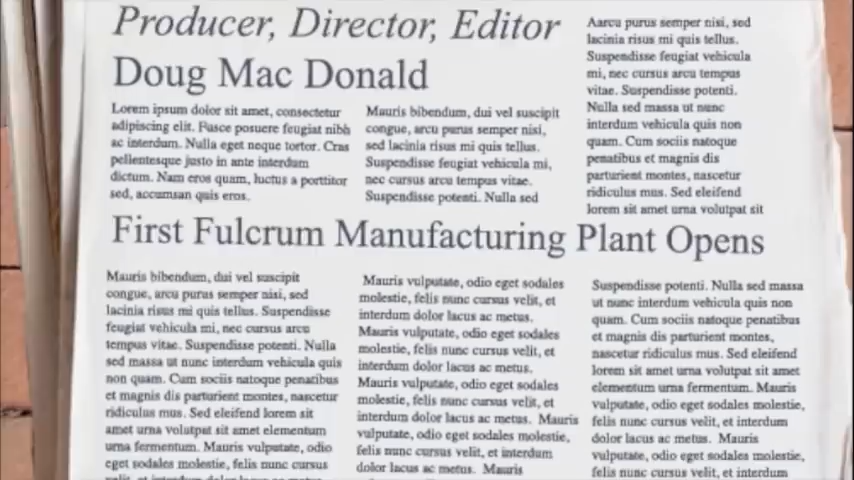 Producer, Director, Editor
Doug Mac Donald
Lorem ipsum dolor sit amet, consectetur
adipiscing elit. Fusce posuere feugiat nibh
ac interdum. Nulla eget neque tortor. Cras
pellentesque justo in ante interdum
dictum. Nam eros quam, luctus a porttitor
sed, accumsan quis eros.
Mauris bibendum, dui vel suscipit
congue, arcu purus semper nisi,
sed lacinia risus mi quis tellus.
Suspendisse feugiat vehicula mi,
nec cursus arcu tempus vitae.
Suspendisse potenti. Nulla sed
Aarcu purus semper nisi, sed
lacinia risus mi quis tellus.
Suspendisse feugiat vehicula
mi, nec cursus arcu tempus
vitae. Suspendisse potenti.
Nulla sed massa ut nunc
interdum vehicula quis non
quam. Cum sociis natoque
penatibus et magnis dis
parturient montes, nascetur
ridiculus mus. Sed eleifend
lorem sit amet urna volutpat sit
First Fulcrum Manufacturing Plant Opens
Mauris bibendum, dui vel suscipit
congue, arcu purus semper nisi, sed
lacinia risus mi quis tellus. Suspendisse
feugiat vehicula mi, nec cursus arcu
tempus vitae. Suspendisse potenti. Nulla
sed massa ut nunc interdum vehicula quis
non quam. Cum sociis natoque penatibus
et magnis dis parturient montes, nascetur
ridiculus mus. Sed eleifend lorem sit
amet urna volutpat sit amet elementum
urna fermentum. Mauris vulputate, odio
eget sodales molestie, felis nunc cursus
Mauris vulputate, odio eget sodales
molestie, felis nunc cursus velit, et
interdum dolor lacus ac metus.
Mauris vulputate, odio eget sodales
molestie, felis nunc cursus velit, et
interdum dolor lacus ac metus.
Mauris vulputate, odio eget sodales
molestie, felis nunc cursus velit, et
interdum dolor lacus ac metus. Mauris
vulputate, odio eget sodales molestie,
felis nunc cursus velit, et interdum
dolor lacus ac metus. Mauris
Suspendisse potenti. Nulla sed massa
ut nunc interdum vehicula quis non
quam. Cum sociis natoque penatibus
et magnis dis parturient montes,
nascetur ridiculus mus. Sed eleifend
lorem sit amet urna volutpat sit amet
elementum urna fermentum. Mauris
vulputate, odio eget sodales molestie,
felis nunc cursus velit, et interdum
dolor lacus ac metus. Mauris
vulputate, odio eget sodales molestie,
felis nunc cursus velit, et interdum